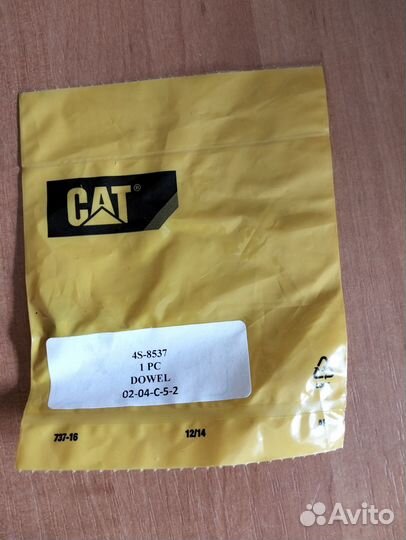 CAT®
4S-8537
1 PC
DOWEL
02-04-C-5-2
737-16
12/14
Avito